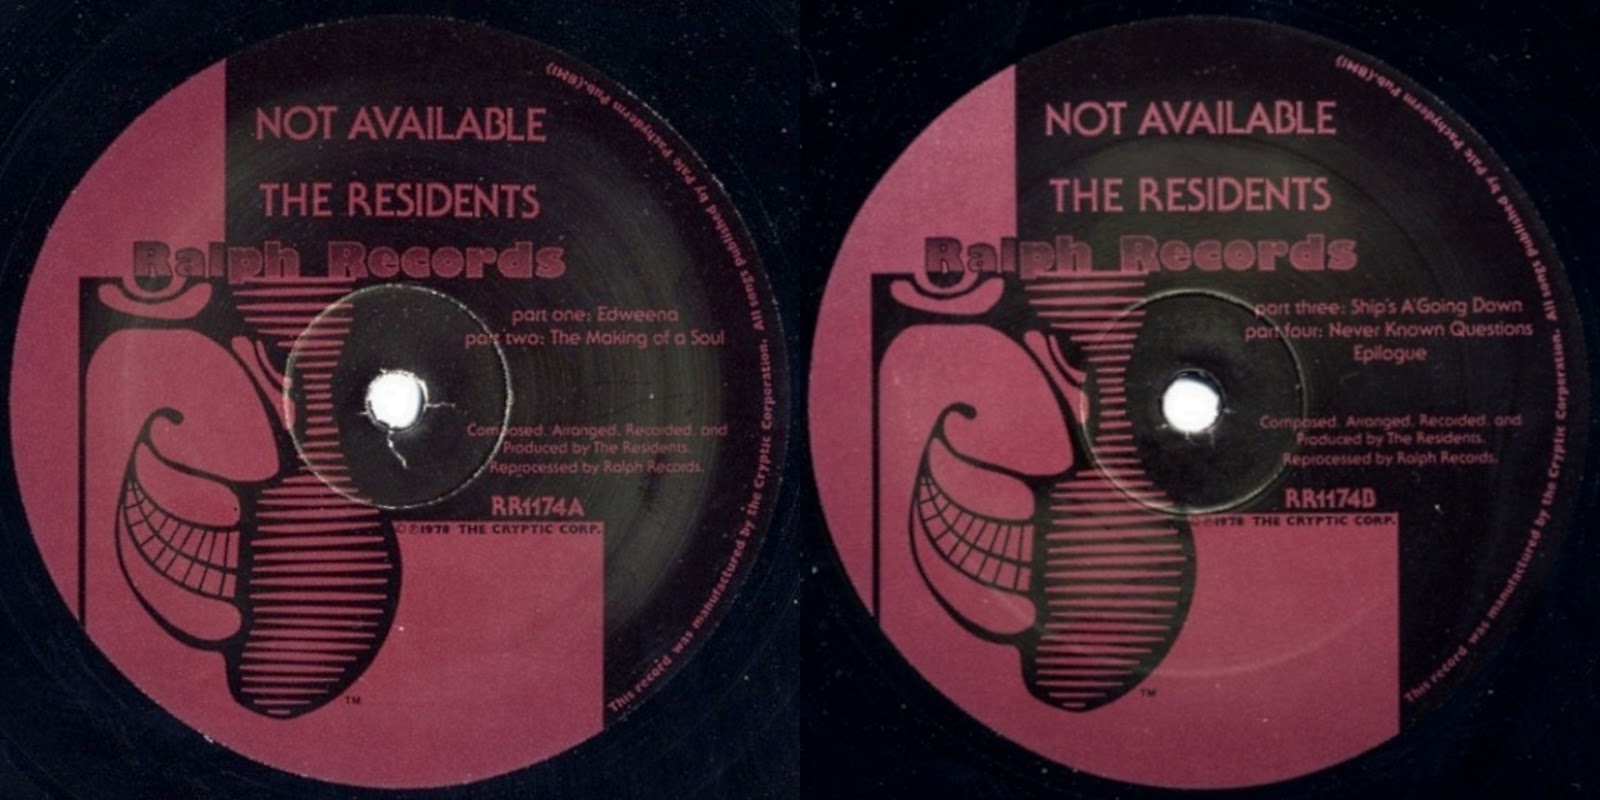 NOT AVAILABLE
THE RESIDENTS
Ralph Records
part one: Edweena
part two: The Making of a Soul
Composed, Arranged, Recorded, and
Produced by The Residents.
Reprocessed by Ralph Records.
RR1174A
©℗1978 THE CRYPTIC CORP.
TM
This record was manufactured by the Cryptic Corporation. All songs published by Pale Pachyderm Pub.(BMI)
NOT AVAILABLE
THE RESIDENTS
Ralph Records
part three: Ship's A'Going Down
part four: Never Known Questions
Epilogue
Composed, Arranged, Recorded, and
Produced by The Residents.
Reprocessed by Ralph Records.
RR1174B
©℗1978 THE CRYPTIC CORP.
TM
This record was manufactured by the Cryptic Corporation. All songs published by Pale Pachyderm Pub.(BMI)